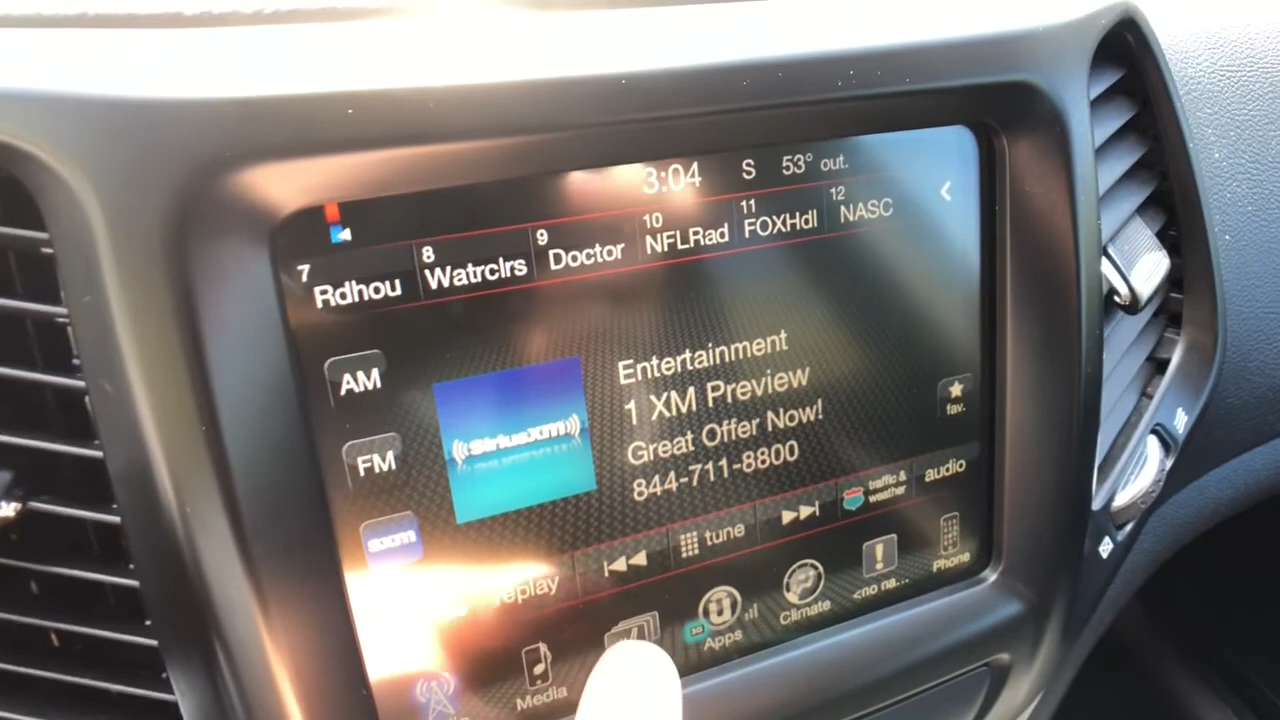 3:04 S 53° out.
7 Rdhou 8 Watrclrs 9 Doctor 10 NFLRad 11 FOXHdl 12 NASC
AM
FM
sxm
((SiriusXM))
Entertainment
1 XM Preview
Great Offer Now!
844-711-8800
fav.
eplay tune traffic & weather audio
Media
3G Apps
Climate
<no na...
Phone